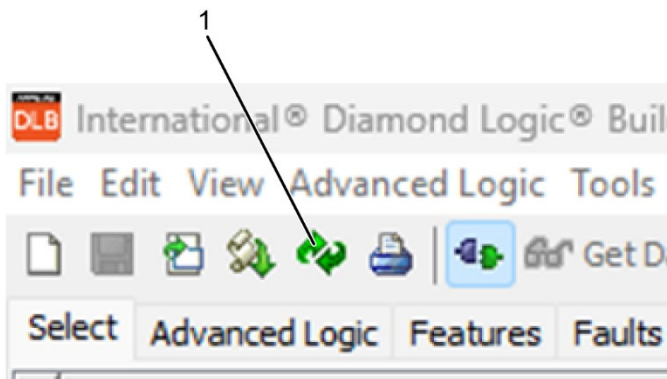 1
DLB International® Diamond Logic® Buil
File Edit View Advanced Logic Tools
Get D
Select Advanced Logic Features Faults